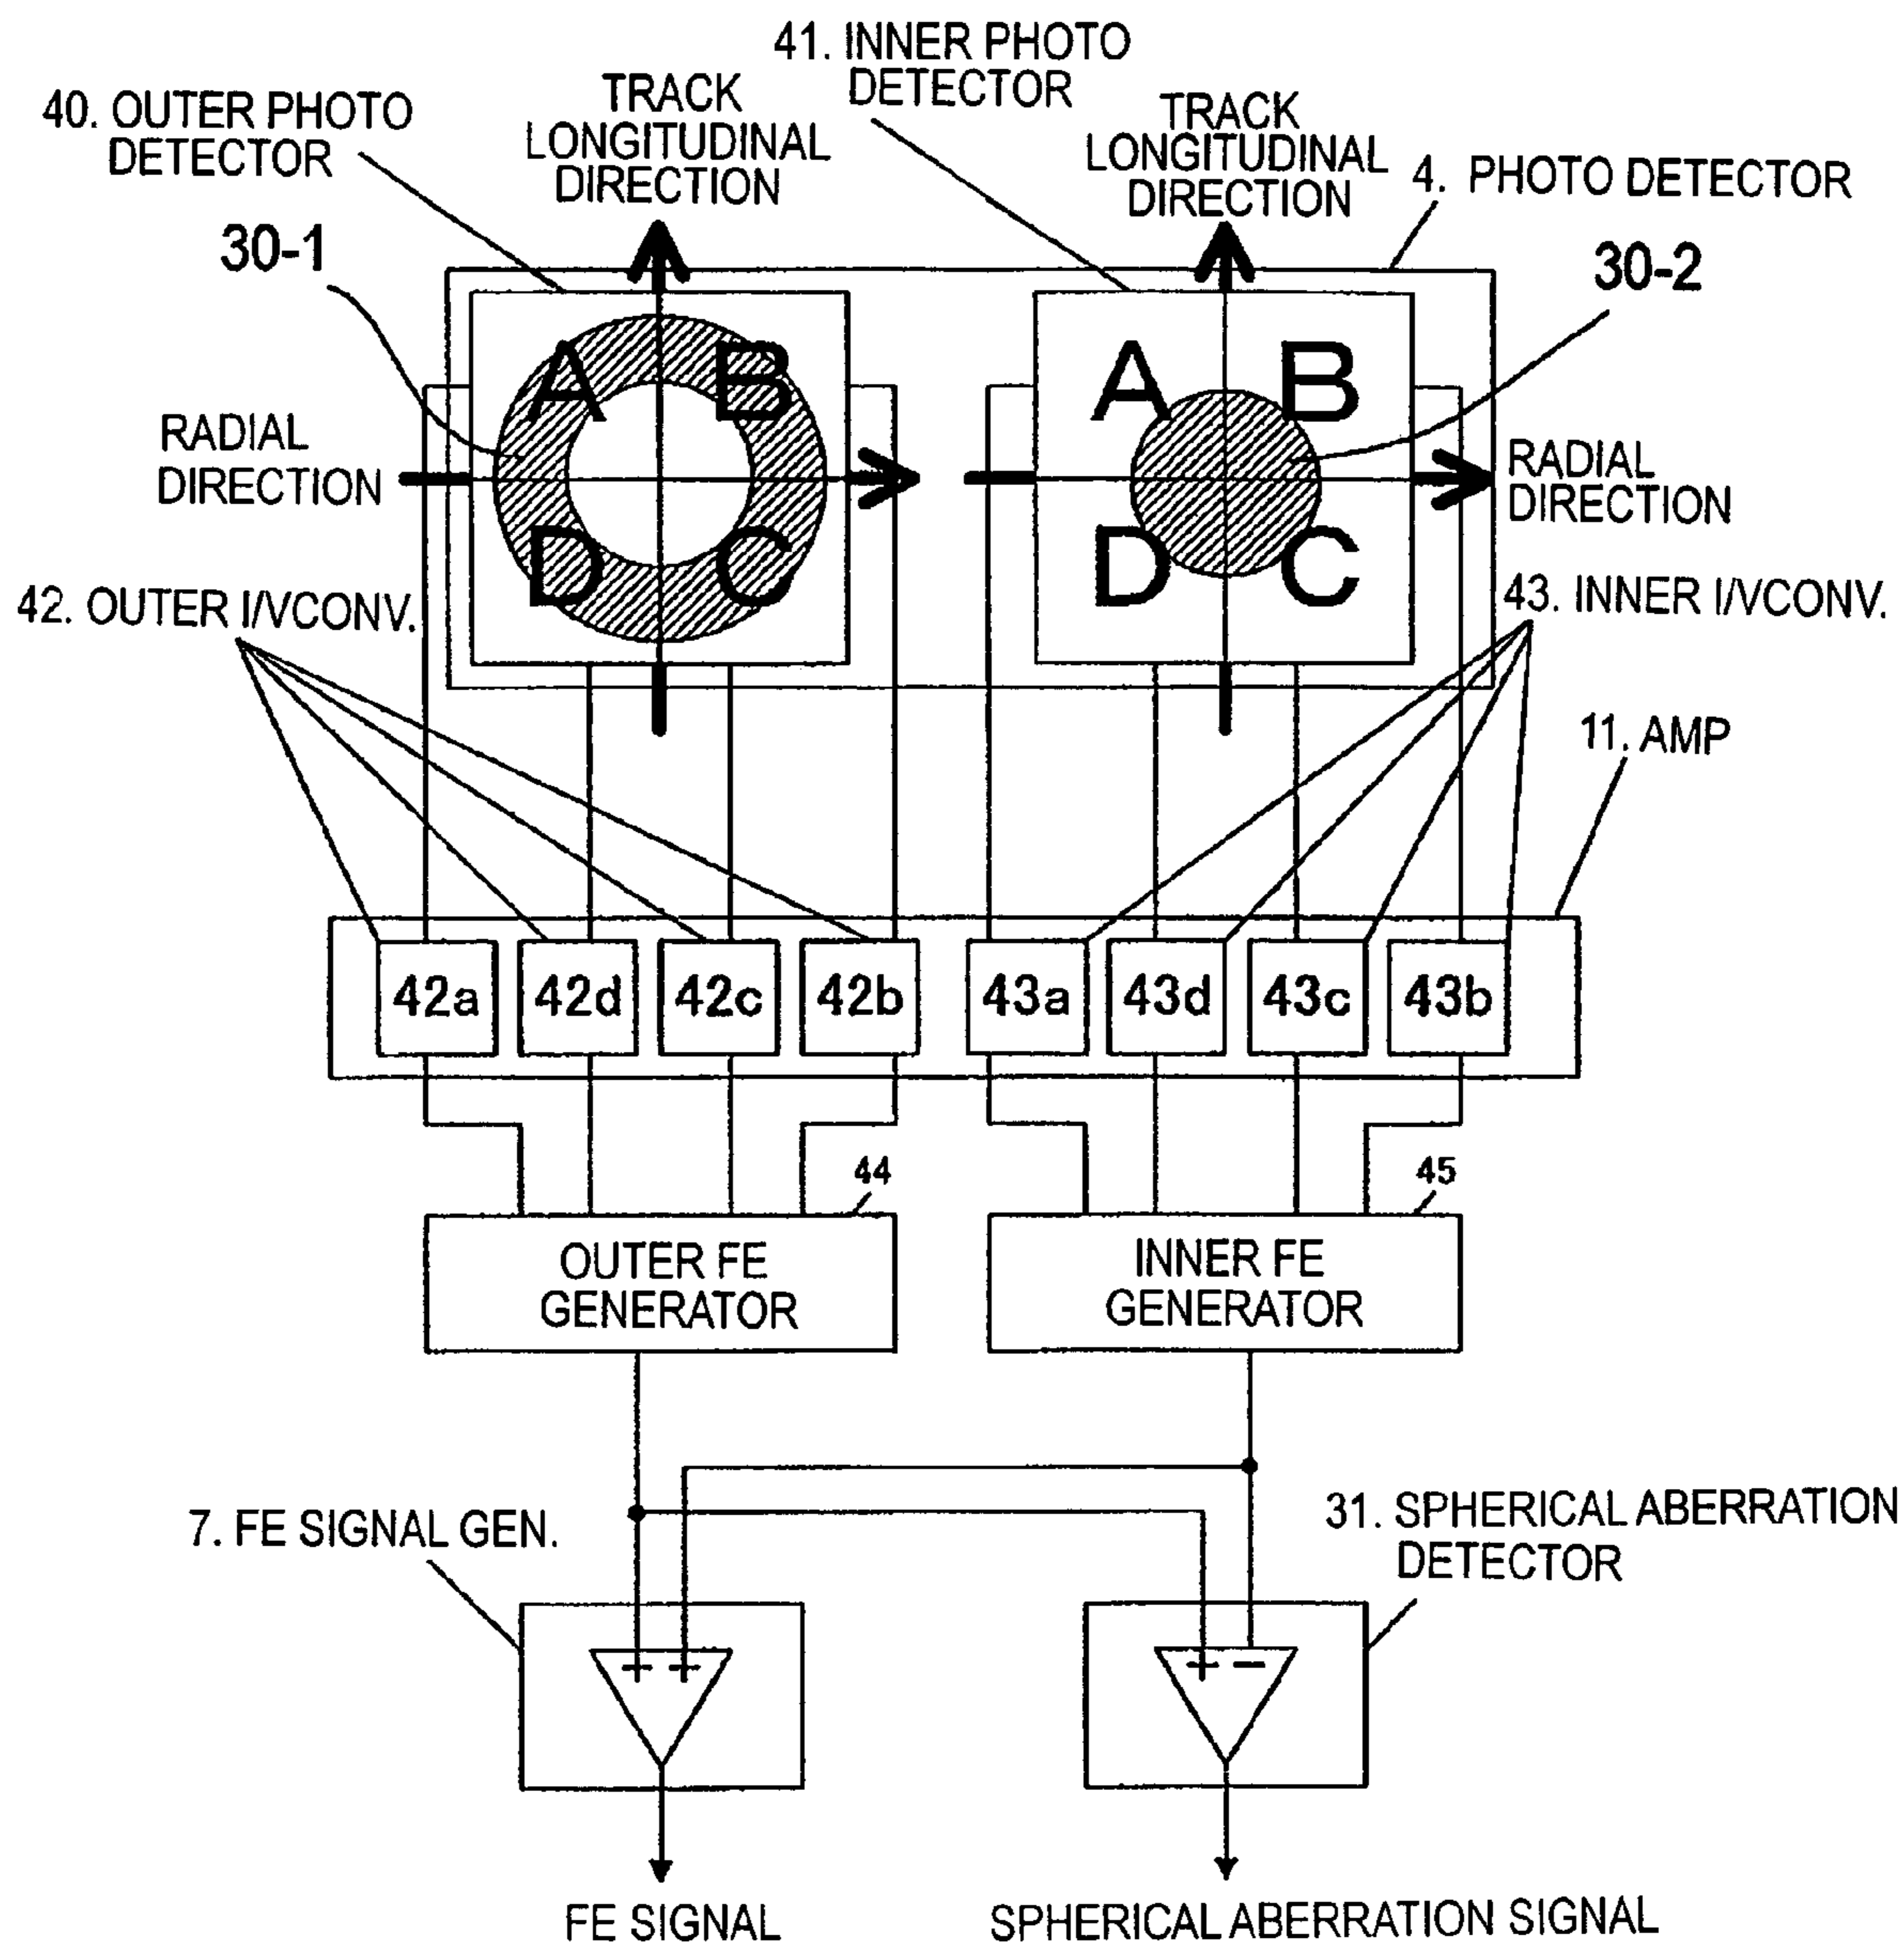 41. INNER PHOTO
DETECTOR
40. OUTER PHOTO
DETECTOR
TRACK
LONGITUDINAL
DIRECTION
TRACK
LONGITUDINAL
DIRECTION
4. PHOTO DETECTOR
30-1
30-2
A B
A B
RADIAL
DIRECTION
RADIAL
DIRECTION
D C
D C
42. OUTER I/VCONV.
43. INNER I/VCONV.
11. AMP
42a 42d 42c 42b 43a 43d 43c 43b
44
45
OUTER FE
GENERATOR
INNER FE
GENERATOR
7. FE SIGNAL GEN.
31. SPHERICAL ABERRATION
DETECTOR
+ +
+ −
FE SIGNAL
SPHERICAL ABERRATION SIGNAL